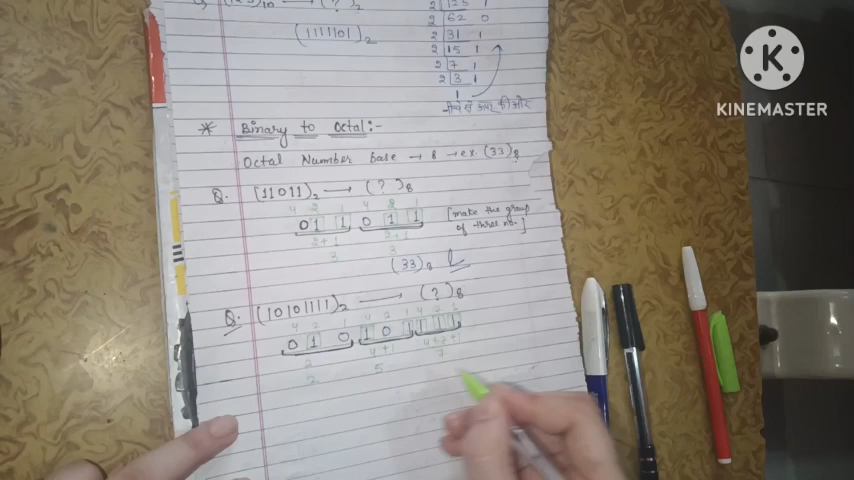 (125)10 → (?)2
(1111101)2
2 125 1
2 62 0
2 31 1
2 15 1
2 7 1
2 3 1
1
नीचे से ऊपर की ओर
KINEMASTER
* Binary to Octal:-
Octal Number base → 8 → ex. (33)8
Q. (11011)2 → (?)8
4 2 1 4 2 1
0 1 1 0 1 1 [make the group
of three no.]
2+1 2+1
3 3
(33)8
Q. (10101111)2 → (?)8
4 2 1 4 2 1 4 2 1
0 1 0 1 0 1 1 1 1
2 4+1 4+2+1
2 5 7